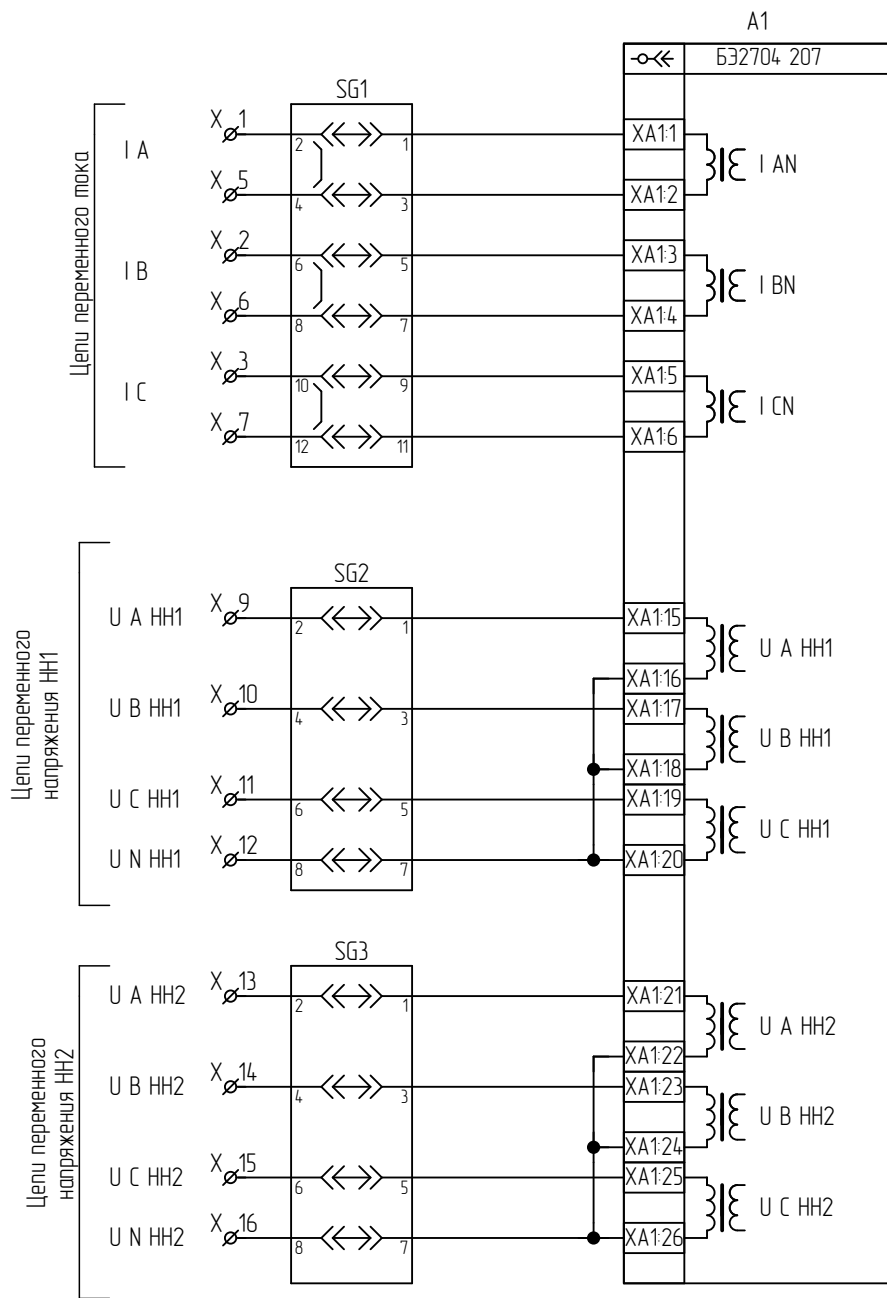 A1
БЭ2704 207
SG1
Цепи переменного тока
I A
X 1
2
1
XA1:1
I AN
X 5
4
3
XA1:2
I B
X 2
6
5
XA1:3
I BN
X 6
8
7
XA1:4
I C
X 3
10
9
XA1:5
I CN
X 7
12
11
XA1:6
Цепи переменного
напряжения НН1
SG2
U A НН1
X 9
2
1
XA1:15
U A НН1
XA1:16
U B НН1
X 10
4
3
XA1:17
U B НН1
XA1:18
U C НН1
X 11
6
5
XA1:19
U C НН1
U N НН1
X 12
8
7
XA1:20
Цепи переменного
напряжения НН2
SG3
U A НН2
X 13
2
1
XA1:21
U A НН2
XA1:22
U B НН2
X 14
4
3
XA1:23
U B НН2
XA1:24
U C НН2
X 15
6
5
XA1:25
U C НН2
U N НН2
X 16
8
7
XA1:26